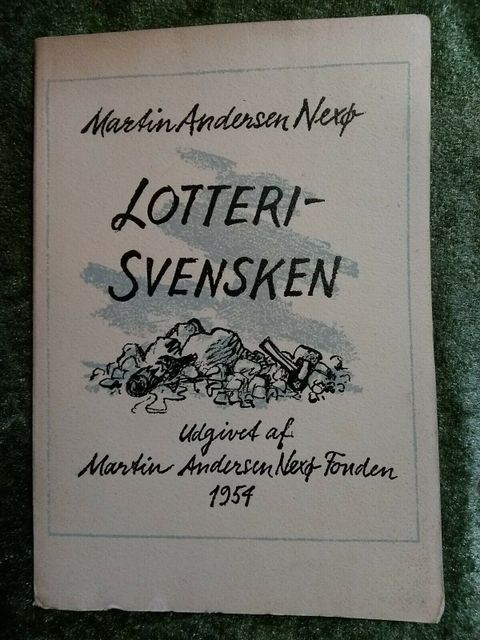 Martin Andersen Nexø
LOTTERI-
SVENSKEN
Udgivet af
Martin Andersen Nexø Fonden
1954